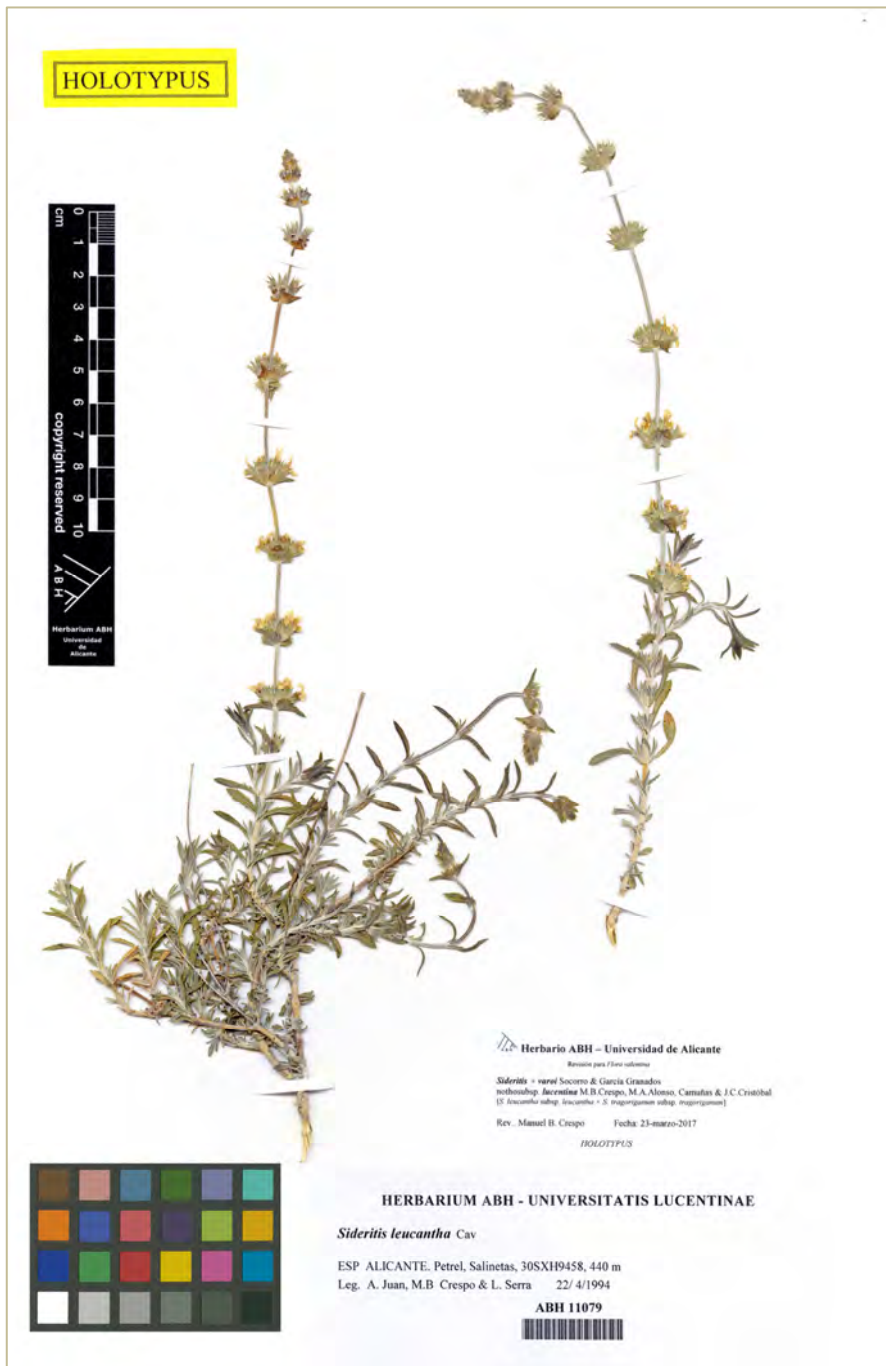 HOLOTYPUS
cm
0
1
2
3
4
5
6
7
8
9
10
copyright reserved
ABH
Herbarium ABH
Universidad
de
Alicante
Herbario ABH – Universidad de Alicante
Revisión para Flora valentina
Sideritis × varoi Socorro & García Granados
nothosubsp. lucentina M.B.Crespo, M.A.Alonso, Camuñas & J.C.Cristóbal
[S. leucantha subsp. leucantha × S. tragoriganum subsp. tragoriganum]
Rev.. Manuel B. Crespo Fecha: 23-marzo-2017
HOLOTYPUS
HERBARIUM ABH - UNIVERSITATIS LUCENTINAE
Sideritis leucantha Cav
ESP ALICANTE. Petrel, Salinetas, 30SXH9458, 440 m
Leg. A. Juan, M.B Crespo & L. Serra 22/ 4/1994
ABH 11079